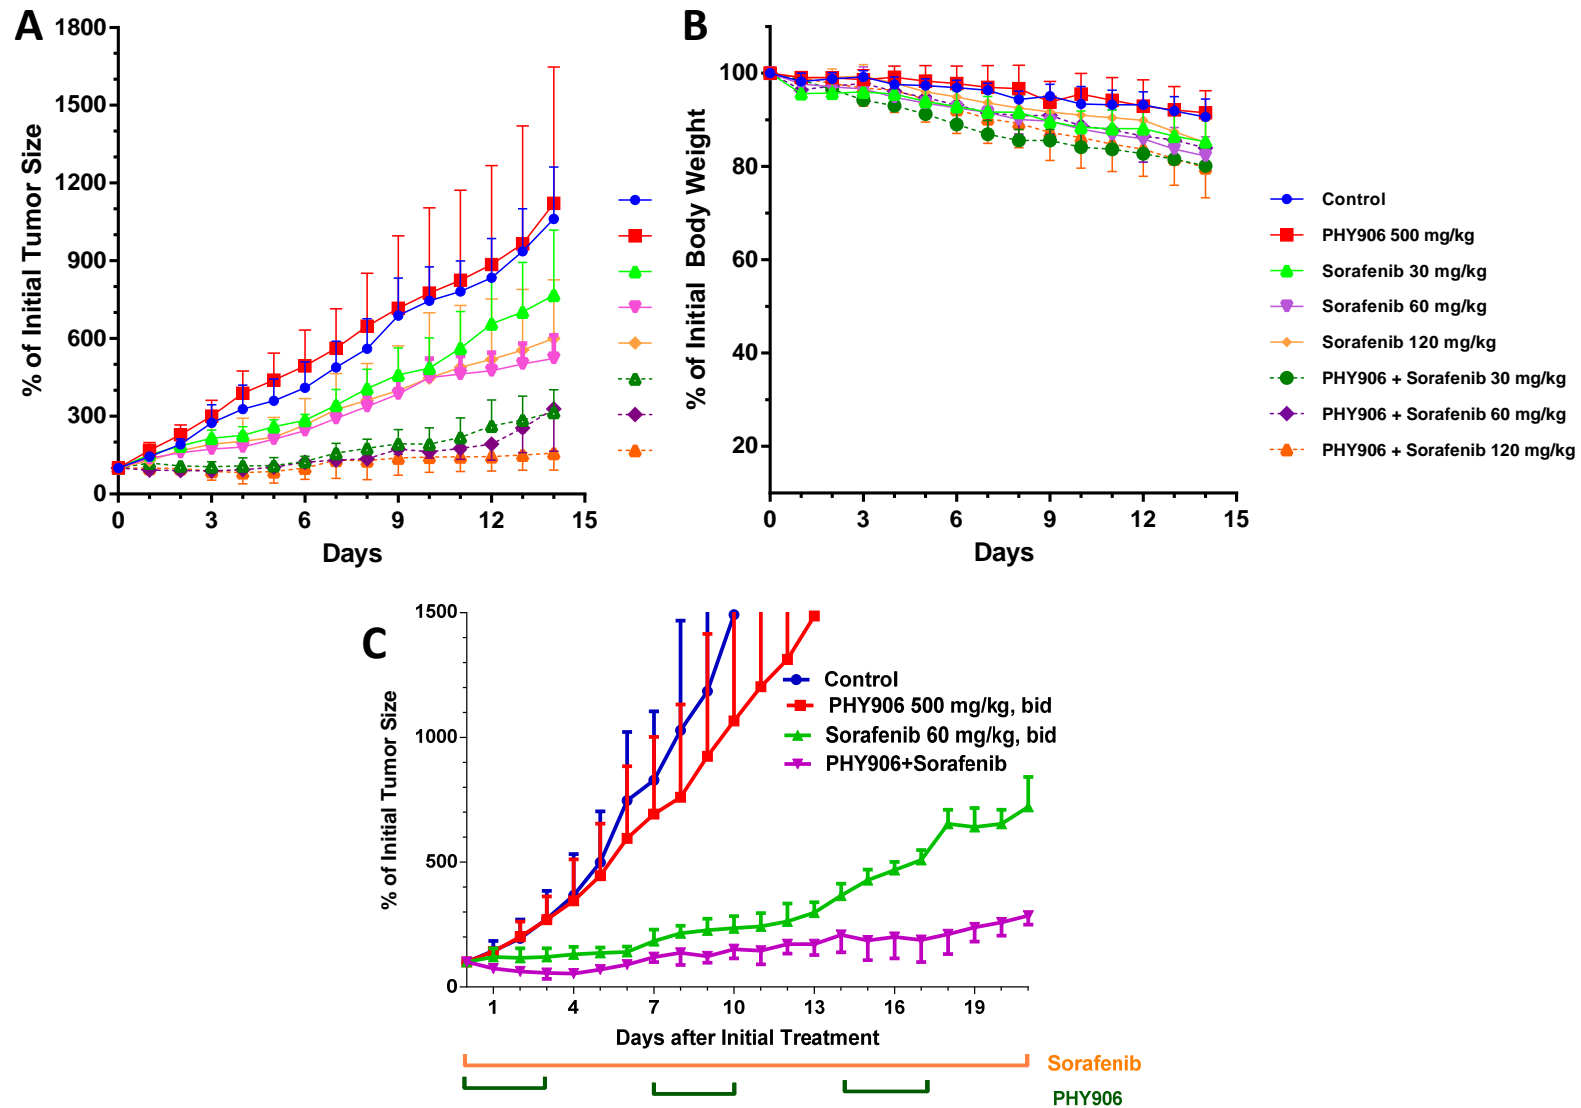 A
1800
1500
1200
900
600
300
0
% of Initial Tumor Size
0 3 6 9 12 15
Days
B
100
80
60
40
20
% of Initial Body Weight
0 3 6 9 12 15
Days
Control
PHY906 500 mg/kg
Sorafenib 30 mg/kg
Sorafenib 60 mg/kg
Sorafenib 120 mg/kg
PHY906 + Sorafenib 30 mg/kg
PHY906 + Sorafenib 60 mg/kg
PHY906 + Sorafenib 120 mg/kg
C
1500
1000
500
0
% of Initial Tumor Size
Control
PHY906 500 mg/kg, bid
Sorafenib 60 mg/kg, bid
PHY906+Sorafenib
1 4 7 10 13 16 19
Days after Initial Treatment
Sorafenib
PHY906